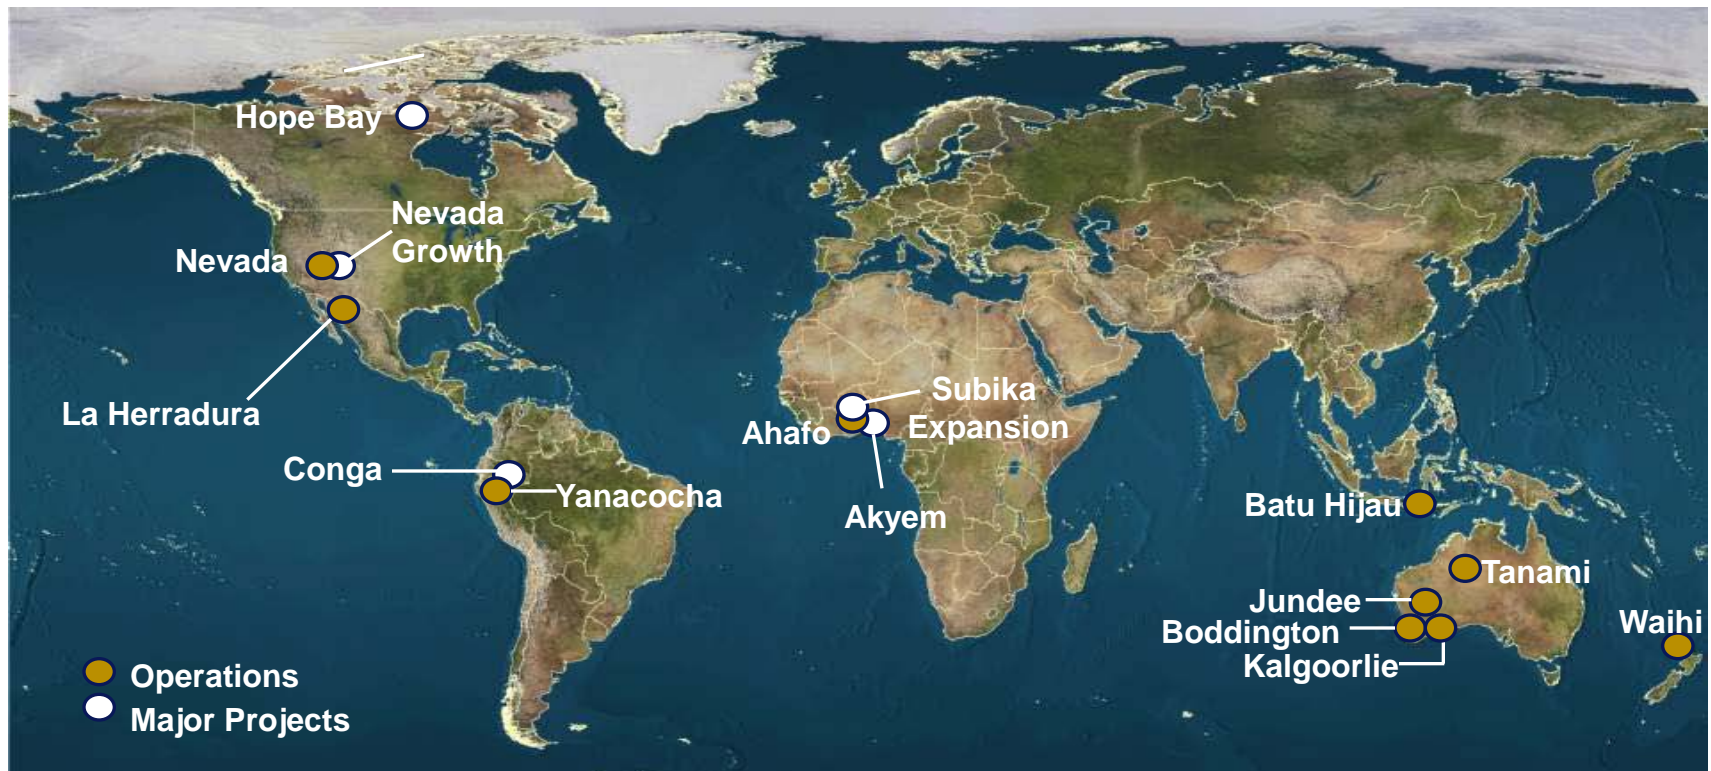 Hope Bay
Nevada
Growth
Nevada
La Herradura
Conga
Yanacocha
Subika
Expansion
Ahafo
Akyem
Batu Hijau
Tanami
Jundee
Boddington
Kalgoorlie
Waihi
Operations
Major Projects